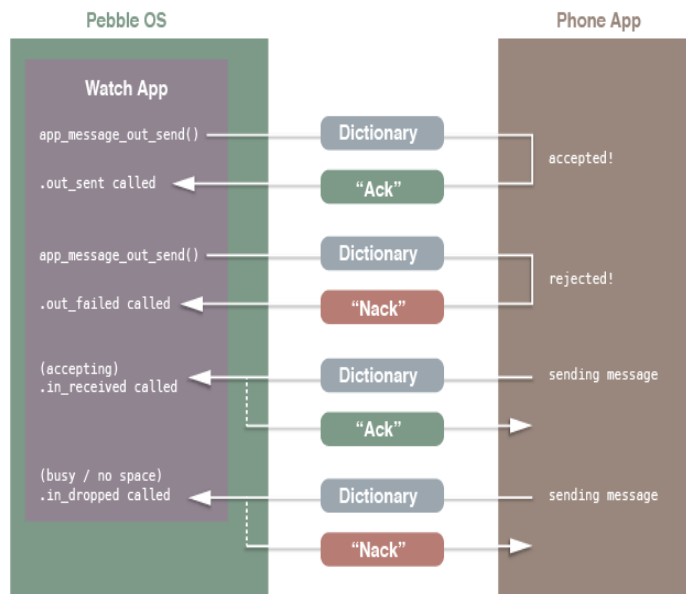 Pebble OS
Phone App
Watch App
app_message_out_send()
Dictionary
accepted!
.out_sent called
“Ack”
app_message_out_send()
Dictionary
rejected!
.out_failed called
“Nack”
(accepting)
.in_received called
Dictionary
sending message
“Ack”
(busy / no space)
.in_dropped called
Dictionary
sending message
“Nack”